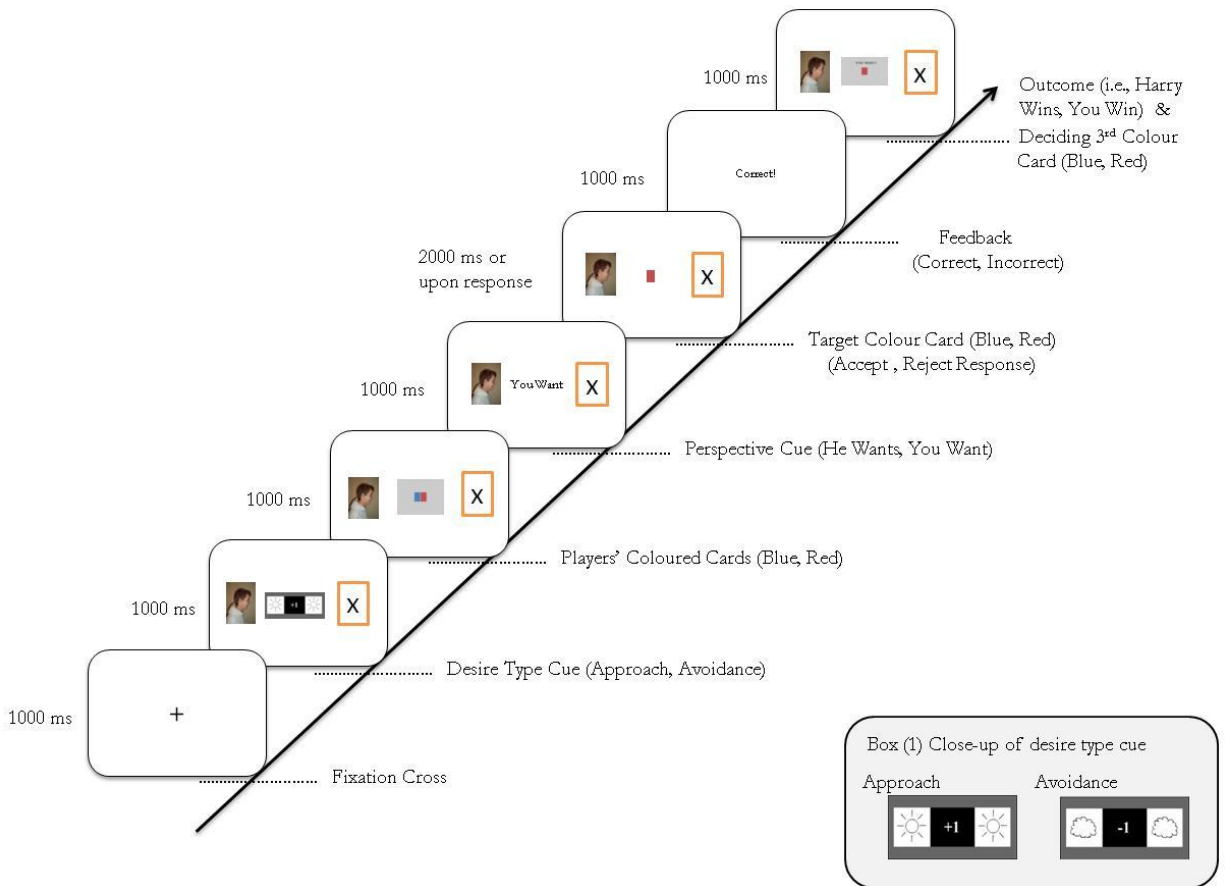 1000 ms
X
Outcome (i.e., Harry
Wins, You Win) &
Deciding 3rd Colour
Card (Blue, Red)
1000 ms
Correct!
Feedback
(Correct, Incorrect)
2000 ms or
upon response
X
Target Colour Card (Blue, Red)
(Accept , Reject Response)
1000 ms
You Want
X
Perspective Cue (He Wants, You Want)
1000 ms
X
Players' Coloured Cards (Blue, Red)
1000 ms
+1
X
Desire Type Cue (Approach, Avoidance)
1000 ms
+
Fixation Cross
Box (1) Close-up of desire type cue
Approach
Avoidance
+1
-1